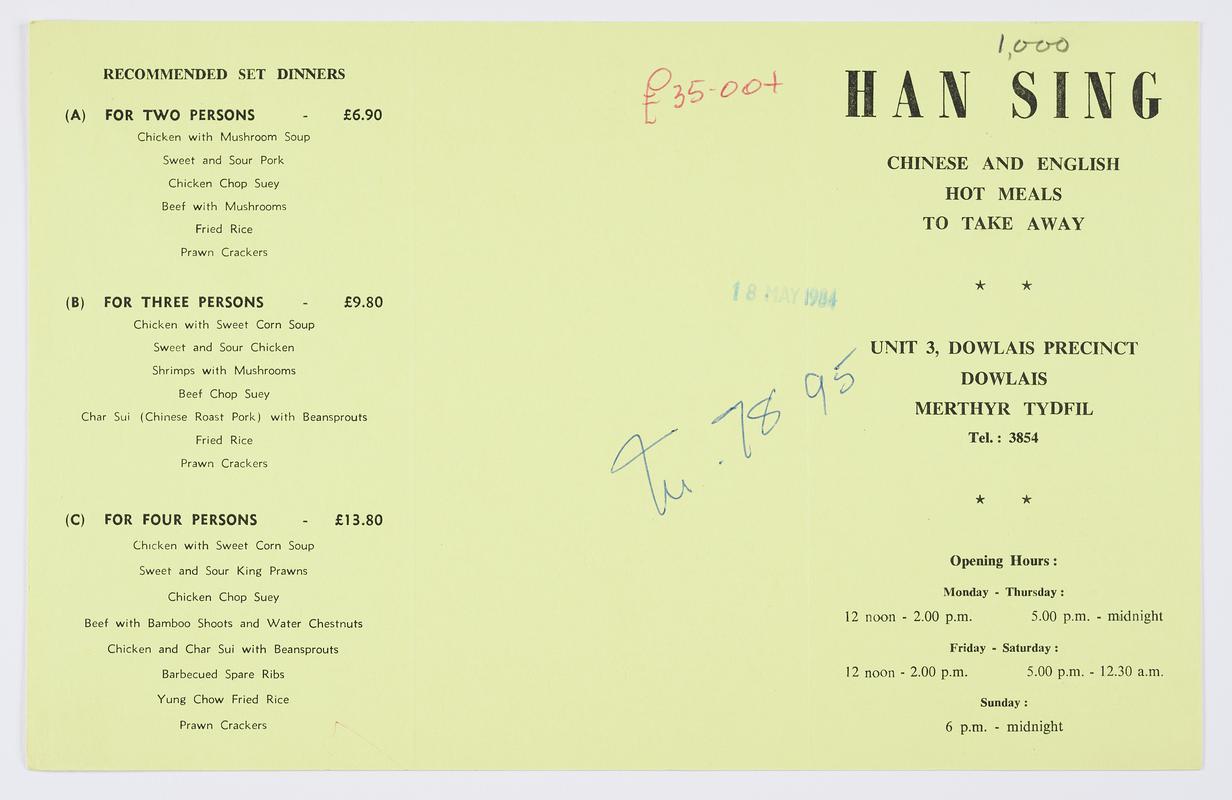 RECOMMENDED SET DINNERS
(A) FOR TWO PERSONS - £6.90
Chicken with Mushroom Soup
Sweet and Sour Pork
Chicken Chop Suey
Beef with Mushrooms
Fried Rice
Prawn Crackers
(B) FOR THREE PERSONS - £9.80
Chicken with Sweet Corn Soup
Sweet and Sour Chicken
Shrimps with Mushrooms
Beef Chop Suey
Char Sui (Chinese Roast Pork) with Beansprouts
Fried Rice
Prawn Crackers
(C) FOR FOUR PERSONS - £13.80
Chicken with Sweet Corn Soup
Sweet and Sour King Prawns
Chicken Chop Suey
Beef with Bamboo Shoots and Water Chestnuts
Chicken and Char Sui with Beansprouts
Barbecued Spare Ribs
Yung Chow Fried Rice
Prawn Crackers
£35-00+
18 MAY 1984
78 95
1,000
HAN SING
CHINESE AND ENGLISH
HOT MEALS
TO TAKE AWAY
UNIT 3, DOWLAIS PRECINCT
DOWLAIS
MERTHYR TYDFIL
Tel. : 3854
Opening Hours :
Monday - Thursday :
12 noon - 2.00 p.m. 5.00 p.m. - midnight
Friday - Saturday :
12 noon - 2.00 p.m. 5.00 p.m. - 12.30 a.m.
Sunday :
6 p.m. - midnight